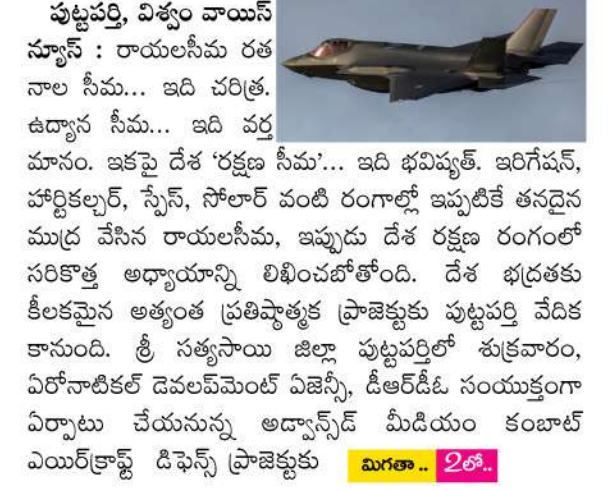 పుట్టపర్తి, విశ్వం వాయిస్
న్యూస్ : రాయలసీమ రత
నాల సీమ... ఇది చరిత్ర.
ఉద్యాన సీమ... ఇది వర్త
మానం. ఇకపై దేశ ‘రక్షణ సీమ’... ఇది భవిష్యత్. ఇరిగేషన్,
హార్టికల్చర్, స్పేస్, సోలార్ వంటి రంగాల్లో ఇప్పటికే తనదైన
ముద్ర వేసిన రాయలసీమ, ఇప్పుడు దేశ రక్షణ రంగంలో
సరికొత్త అధ్యాయాన్ని లిఖించబోతోంది. దేశ భద్రతకు
కీలకమైన అత్యంత ప్రతిష్ఠాత్మక ప్రాజెక్టుకు పుట్టపర్తి వేదిక
కానుంది. శ్రీ సత్యసాయి జిల్లా పుట్టపర్తిలో శుక్రవారం,
ఏరోనాటికల్ డెవలప్‌మెంట్ ఏజెన్సీ, డీఆర్‌డీఓ సంయుక్తంగా
ఏర్పాటు చేయనున్న అడ్వాన్స్‌డ్ మీడియం కంబాట్
ఎయిర్‌క్రాఫ్ట్ డిఫెన్స్ ప్రాజెక్టుకు మిగతా .. 2లో..